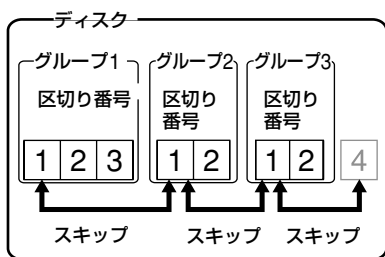 ディスク
グループ1 グループ2 グループ3
区切り番号 区切り 区切り
番号 番号
1 2 3 1 2 1 2 4
スキップ スキップ スキップ